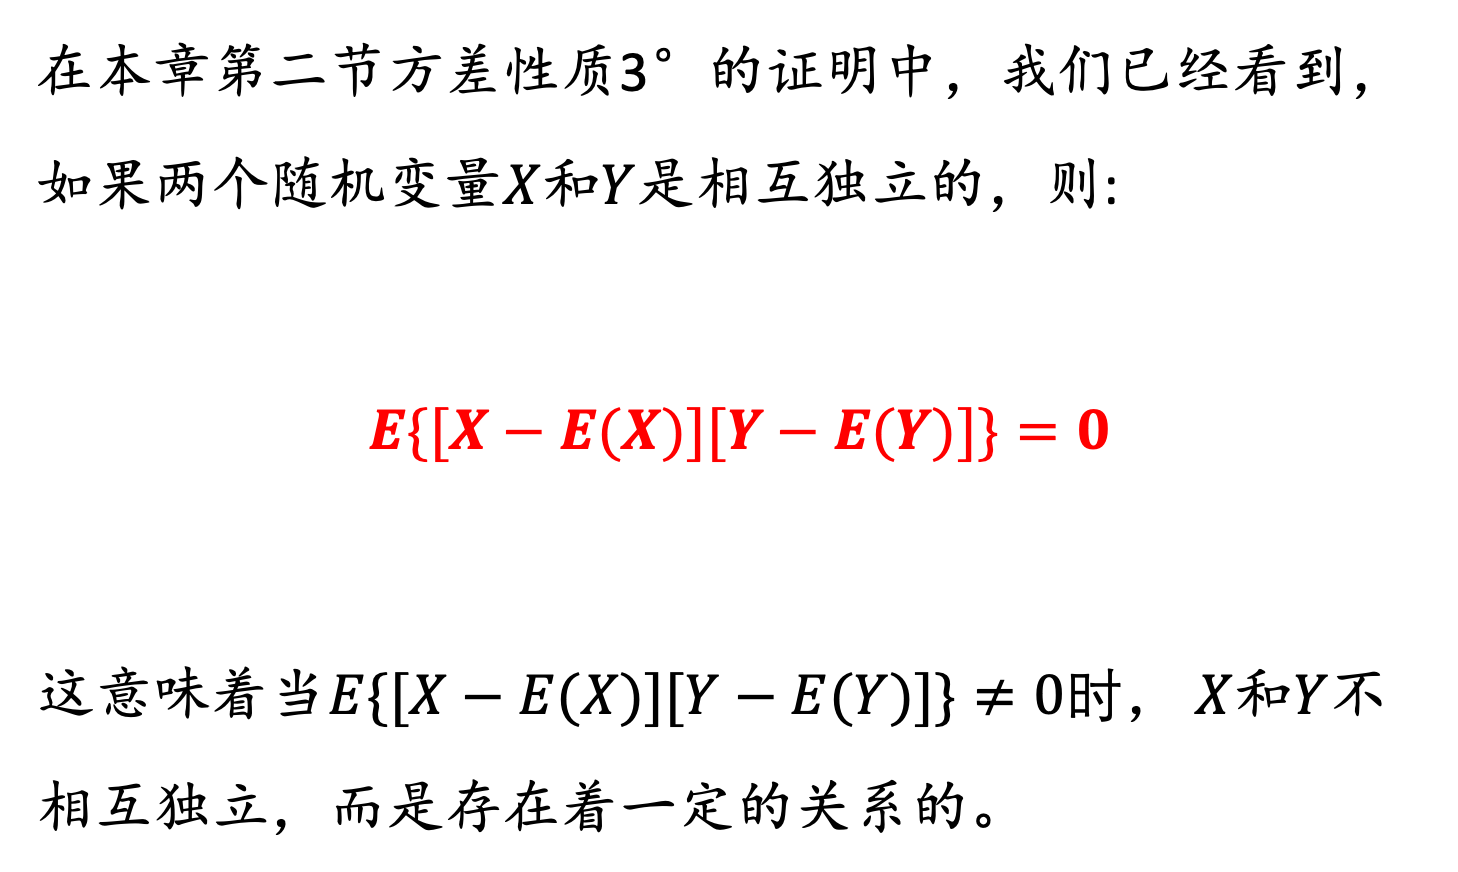 在本章第二节方差性质3°的证明中，我们已经看到，
如果两个随机变量X和Y是相互独立的，则:
E{[X − E(X)][Y − E(Y)]} = 0
这意味着当E{[X − E(X)][Y − E(Y)]} ≠ 0时， X和Y不
相互独立，而是存在着一定的关系的。